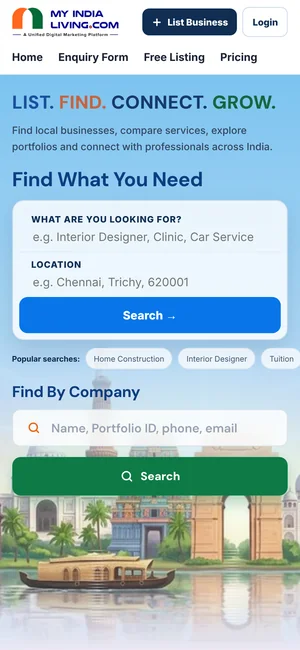 MY INDIA
LIVING.COM
A Unified Digital Marketing Platform
+ List Business
Login
Home Enquiry Form Free Listing Pricing
LIST. FIND. CONNECT. GROW.
Find local businesses, compare services, explore
portfolios and connect with professionals across India.
Find What You Need
WHAT ARE YOU LOOKING FOR?
e.g. Interior Designer, Clinic, Car Service
LOCATION
e.g. Chennai, Trichy, 620001
Search →
Popular searches: Home Construction Interior Designer Tuition
Find By Company
Name, Portfolio ID, phone, email
Search